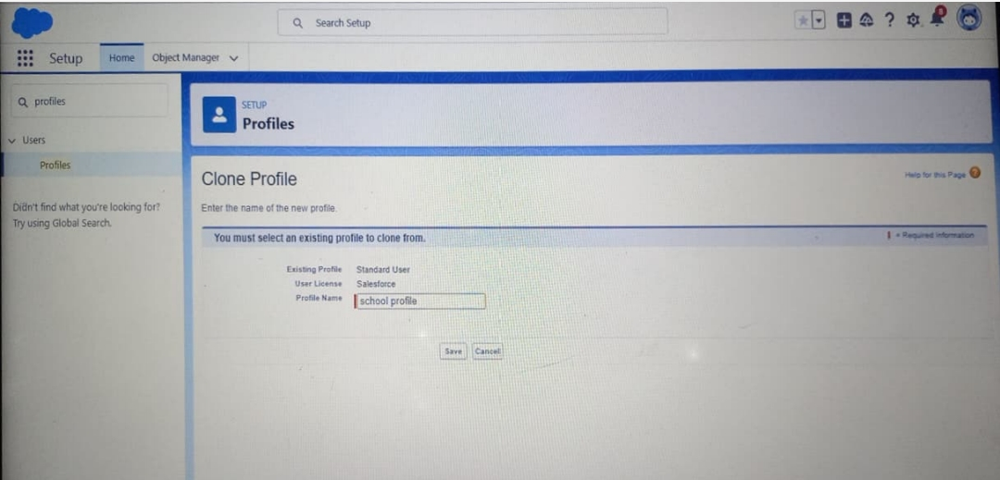 Search Setup
Setup
Home
Object Manager
profiles
SETUP
Profiles
Users
Profiles
Didn't find what you're looking for?
Try using Global Search.
Clone Profile
Help for this Page
Enter the name of the new profile.
You must select an existing profile to clone from.
= Required Information
Existing Profile Standard User
User License Salesforce
Profile Name school profile
Save Cancel